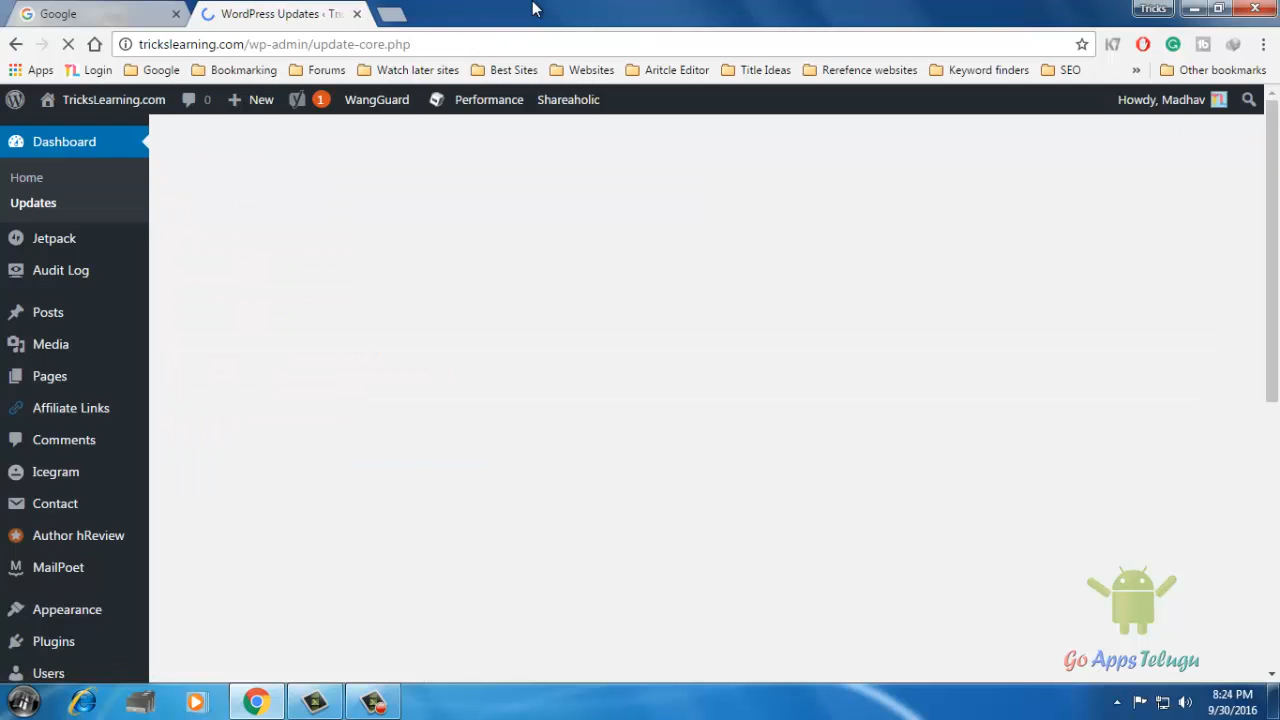 Google
WordPress Updates ‹ Tric
Tricks
trickslearning.com/wp-admin/update-core.php
Apps
Login
Google
Bookmarking
Forums
Watch later sites
Best Sites
Websites
Aritcle Editor
Title Ideas
Rerefence websites
Keyword finders
SEO
»
Other bookmarks
TricksLearning.com
0
New
1
WangGuard
Performance
Shareaholic
Howdy, Madhav
Dashboard
Home
Updates
Jetpack
Audit Log
Posts
Media
Pages
Affiliate Links
Comments
Icegram
Contact
Author hReview
MailPoet
Appearance
Plugins
Users
Go AppsTelugu
8:24 PM
9/30/2016